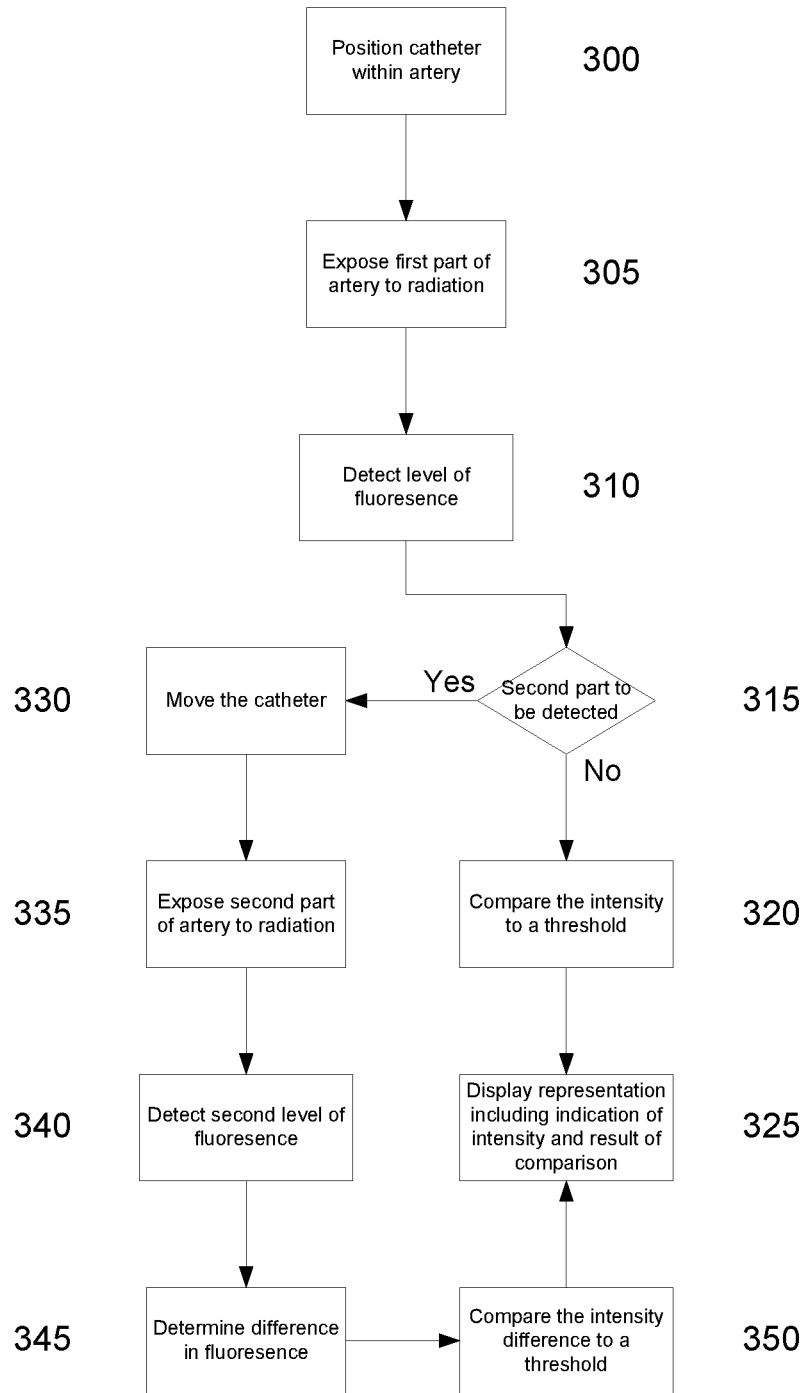 Position catheter
within artery
300
Expose first part of
artery to radiation
305
Detect level of
fluoresence
310
Second part to
be detected
315
Yes
No
330
Move the catheter
Compare the intensity
to a threshold
320
335
Expose second part
of artery to radiation
340
Detect second level of
fluoresence
Display representation
including indication of
intensity and result of
comparison
325
345
Determine difference
in fluoresence
Compare the intensity
difference to a
threshold
350